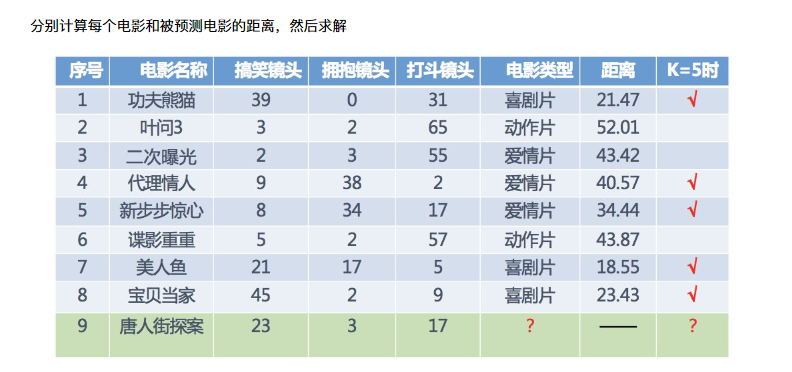 分别计算每个电影和被预测电影的距离，然后求解
序号 电影名称 搞笑镜头 拥抱镜头 打斗镜头 电影类型 距离 K=5时
1 功夫熊猫 39 0 31 喜剧片 21.47 √
2 叶问3 3 2 65 动作片 52.01
3 二次曝光 2 3 55 爱情片 43.42
4 代理情人 9 38 2 爱情片 40.57 √
5 新步步惊心 8 34 17 爱情片 34.44 √
6 谍影重重 5 2 57 动作片 43.87
7 美人鱼 21 17 5 喜剧片 18.55 √
8 宝贝当家 45 2 9 喜剧片 23.43 √
9 唐人街探案 23 3 17 ? —— ?